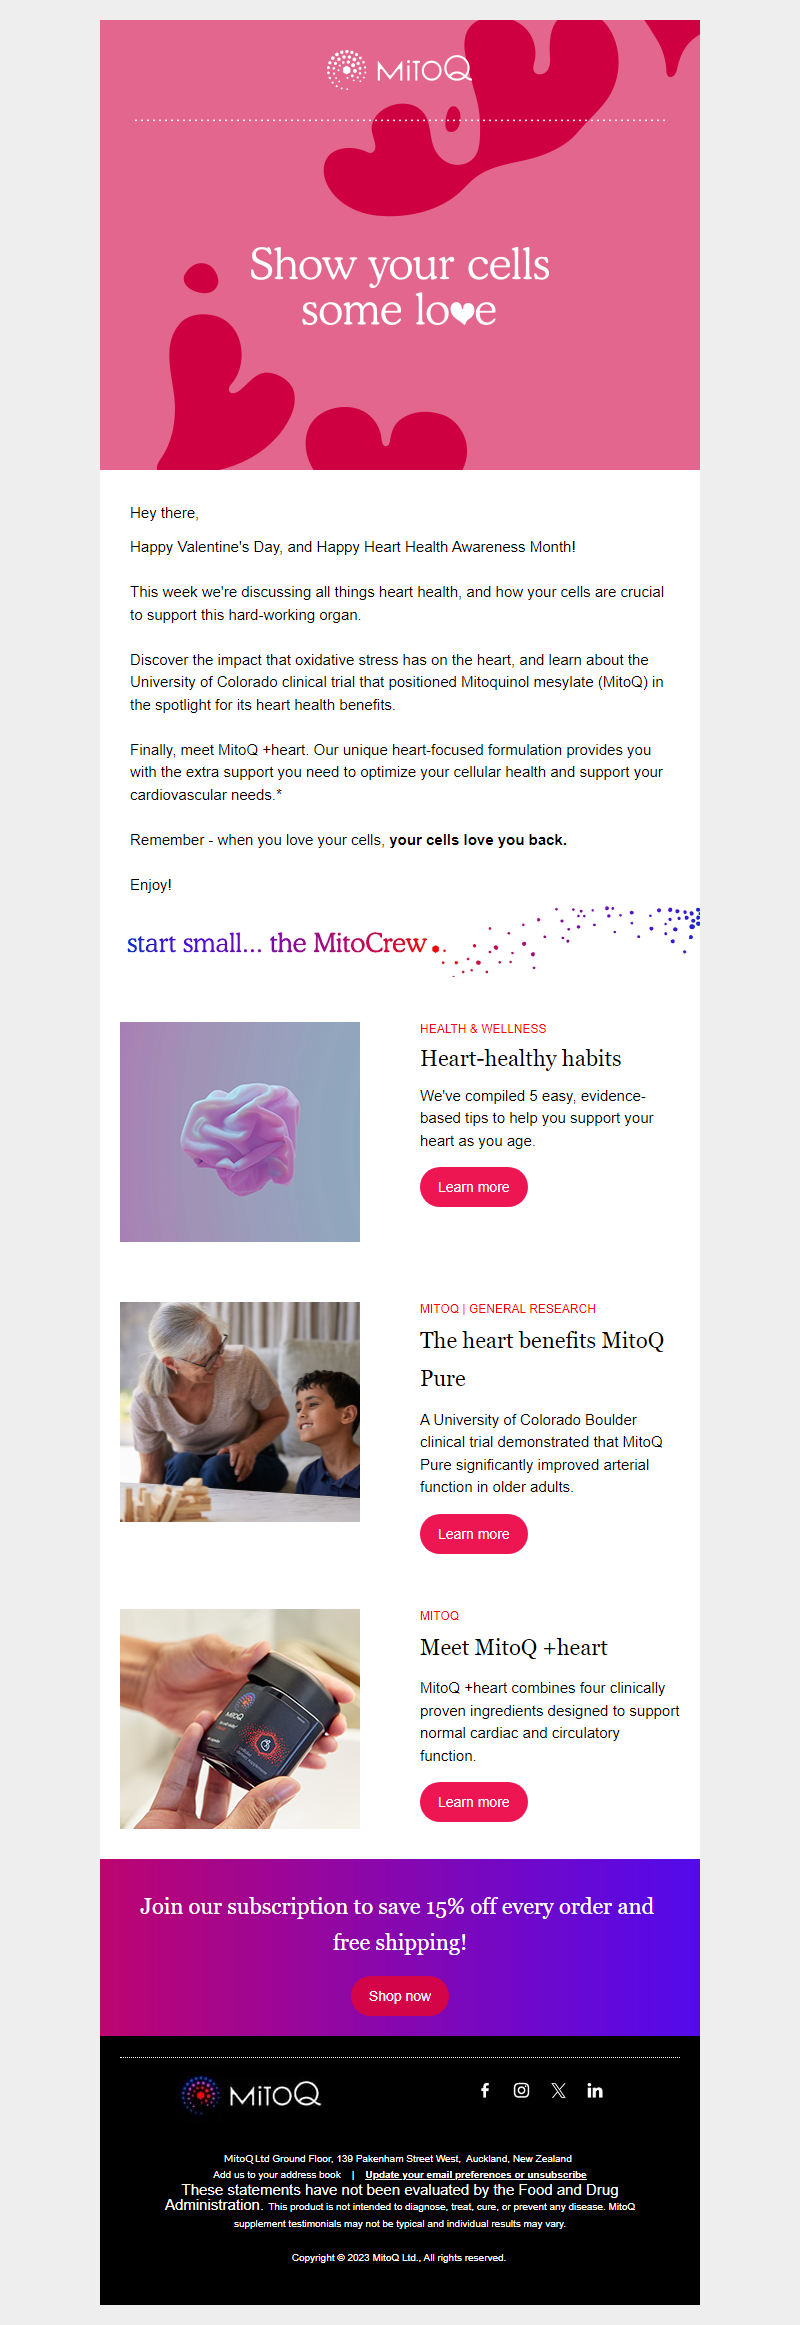 MITOQ
Show your cells
some love
Hey there,
Happy Valentine's Day, and Happy Heart Health Awareness Month!
This week we're discussing all things heart health, and how your cells are crucial
to support this hard-working organ.
Discover the impact that oxidative stress has on the heart, and learn about the
University of Colorado clinical trial that positioned Mitoquinol mesylate (MitoQ) in
the spotlight for its heart health benefits.
Finally, meet MitoQ +heart. Our unique heart-focused formulation provides you
with the extra support you need to optimize your cellular health and support your
cardiovascular needs.*
Remember - when you love your cells, your cells love you back.
Enjoy!
start small... the MitoCrew
HEALTH & WELLNESS
Heart-healthy habits
We've compiled 5 easy, evidence-
based tips to help you support your
heart as you age.
Learn more
MITOQ | GENERAL RESEARCH
The heart benefits MitoQ
Pure
A University of Colorado Boulder
clinical trial demonstrated that MitoQ
Pure significantly improved arterial
function in older adults.
Learn more
MITOQ
Meet MitoQ +heart
MitoQ +heart combines four clinically
proven ingredients designed to support
normal cardiac and circulatory
function.
Learn more
MITOQ
Join our subscription to save 15% off every order and
free shipping!
Shop now
MITOQ
MitoQ Ltd Ground Floor, 139 Pakenham Street West, Auckland, New Zealand
Add us to your address book | Update your email preferences or unsubscribe
These statements have not been evaluated by the Food and Drug
Administration. This product is not intended to diagnose, treat, cure, or prevent any disease. MitoQ
supplement testimonials may not be typical and individual results may vary.
Copyright © 2023 MitoQ Ltd., All rights reserved.